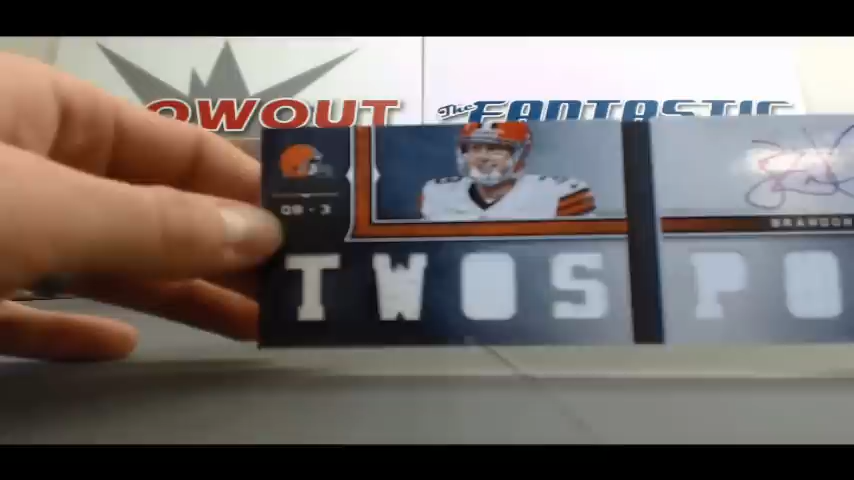 OWOUT
The FANTASTIC
QB - 3
BRANDON
TWOS PO